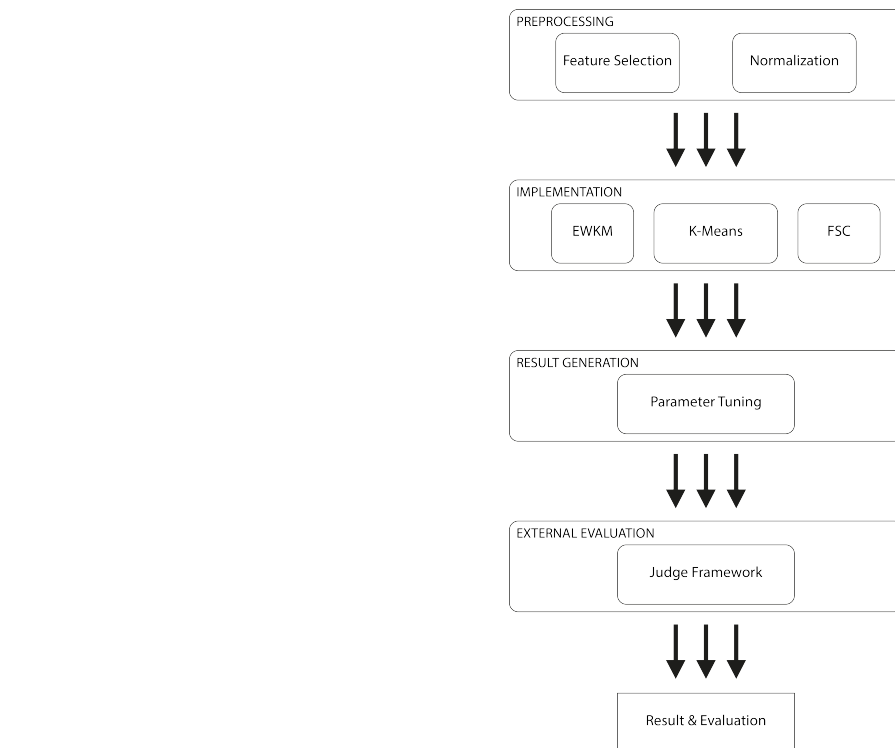 PREPROCESSING
Feature Selection
Normalization
IMPLEMENTATION
EWKM
K-Means
FSC
RESULT GENERATION
Parameter Tuning
EXTERNAL EVALUATION
Judge Framework
Result & Evaluation